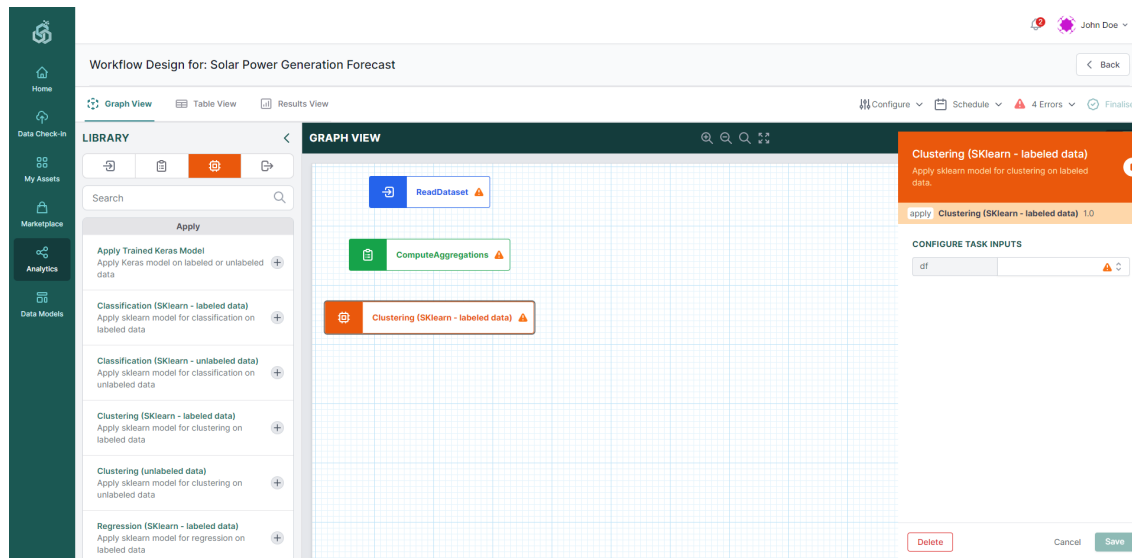 2
John Doe
Workflow Design for: Solar Power Generation Forecast
Back
Home
Data Check-In
My Assets
Marketplace
Analytics
Data Models
Graph View
Table View
Results View
Configure
Schedule
4 Errors
Finalise
LIBRARY
Search
Apply
Apply Trained Keras Model
Apply Keras model on labeled or unlabeled
data
Classification (SKlearn - labeled data)
Apply sklearn model for classification on
labeled data
Classification (SKlearn - unlabeled data)
Apply sklearn model for classification on
unlabeled data
Clustering (SKlearn - labeled data)
Apply sklearn model for clustering on
labeled data
Clustering (unlabeled data)
Apply sklearn model for clustering on
unlabeled data
Regression (SKlearn - labeled data)
Apply sklearn model for regression on
labeled data
GRAPH VIEW
ReadDataset
ComputeAggregations
Clustering (SKlearn - labeled data)
Clustering (SKlearn - labeled data)
Apply sklearn model for clustering on labeled
data.
apply Clustering (SKlearn - labeled data) 1.0
CONFIGURE TASK INPUTS
df
Delete
Cancel
Save